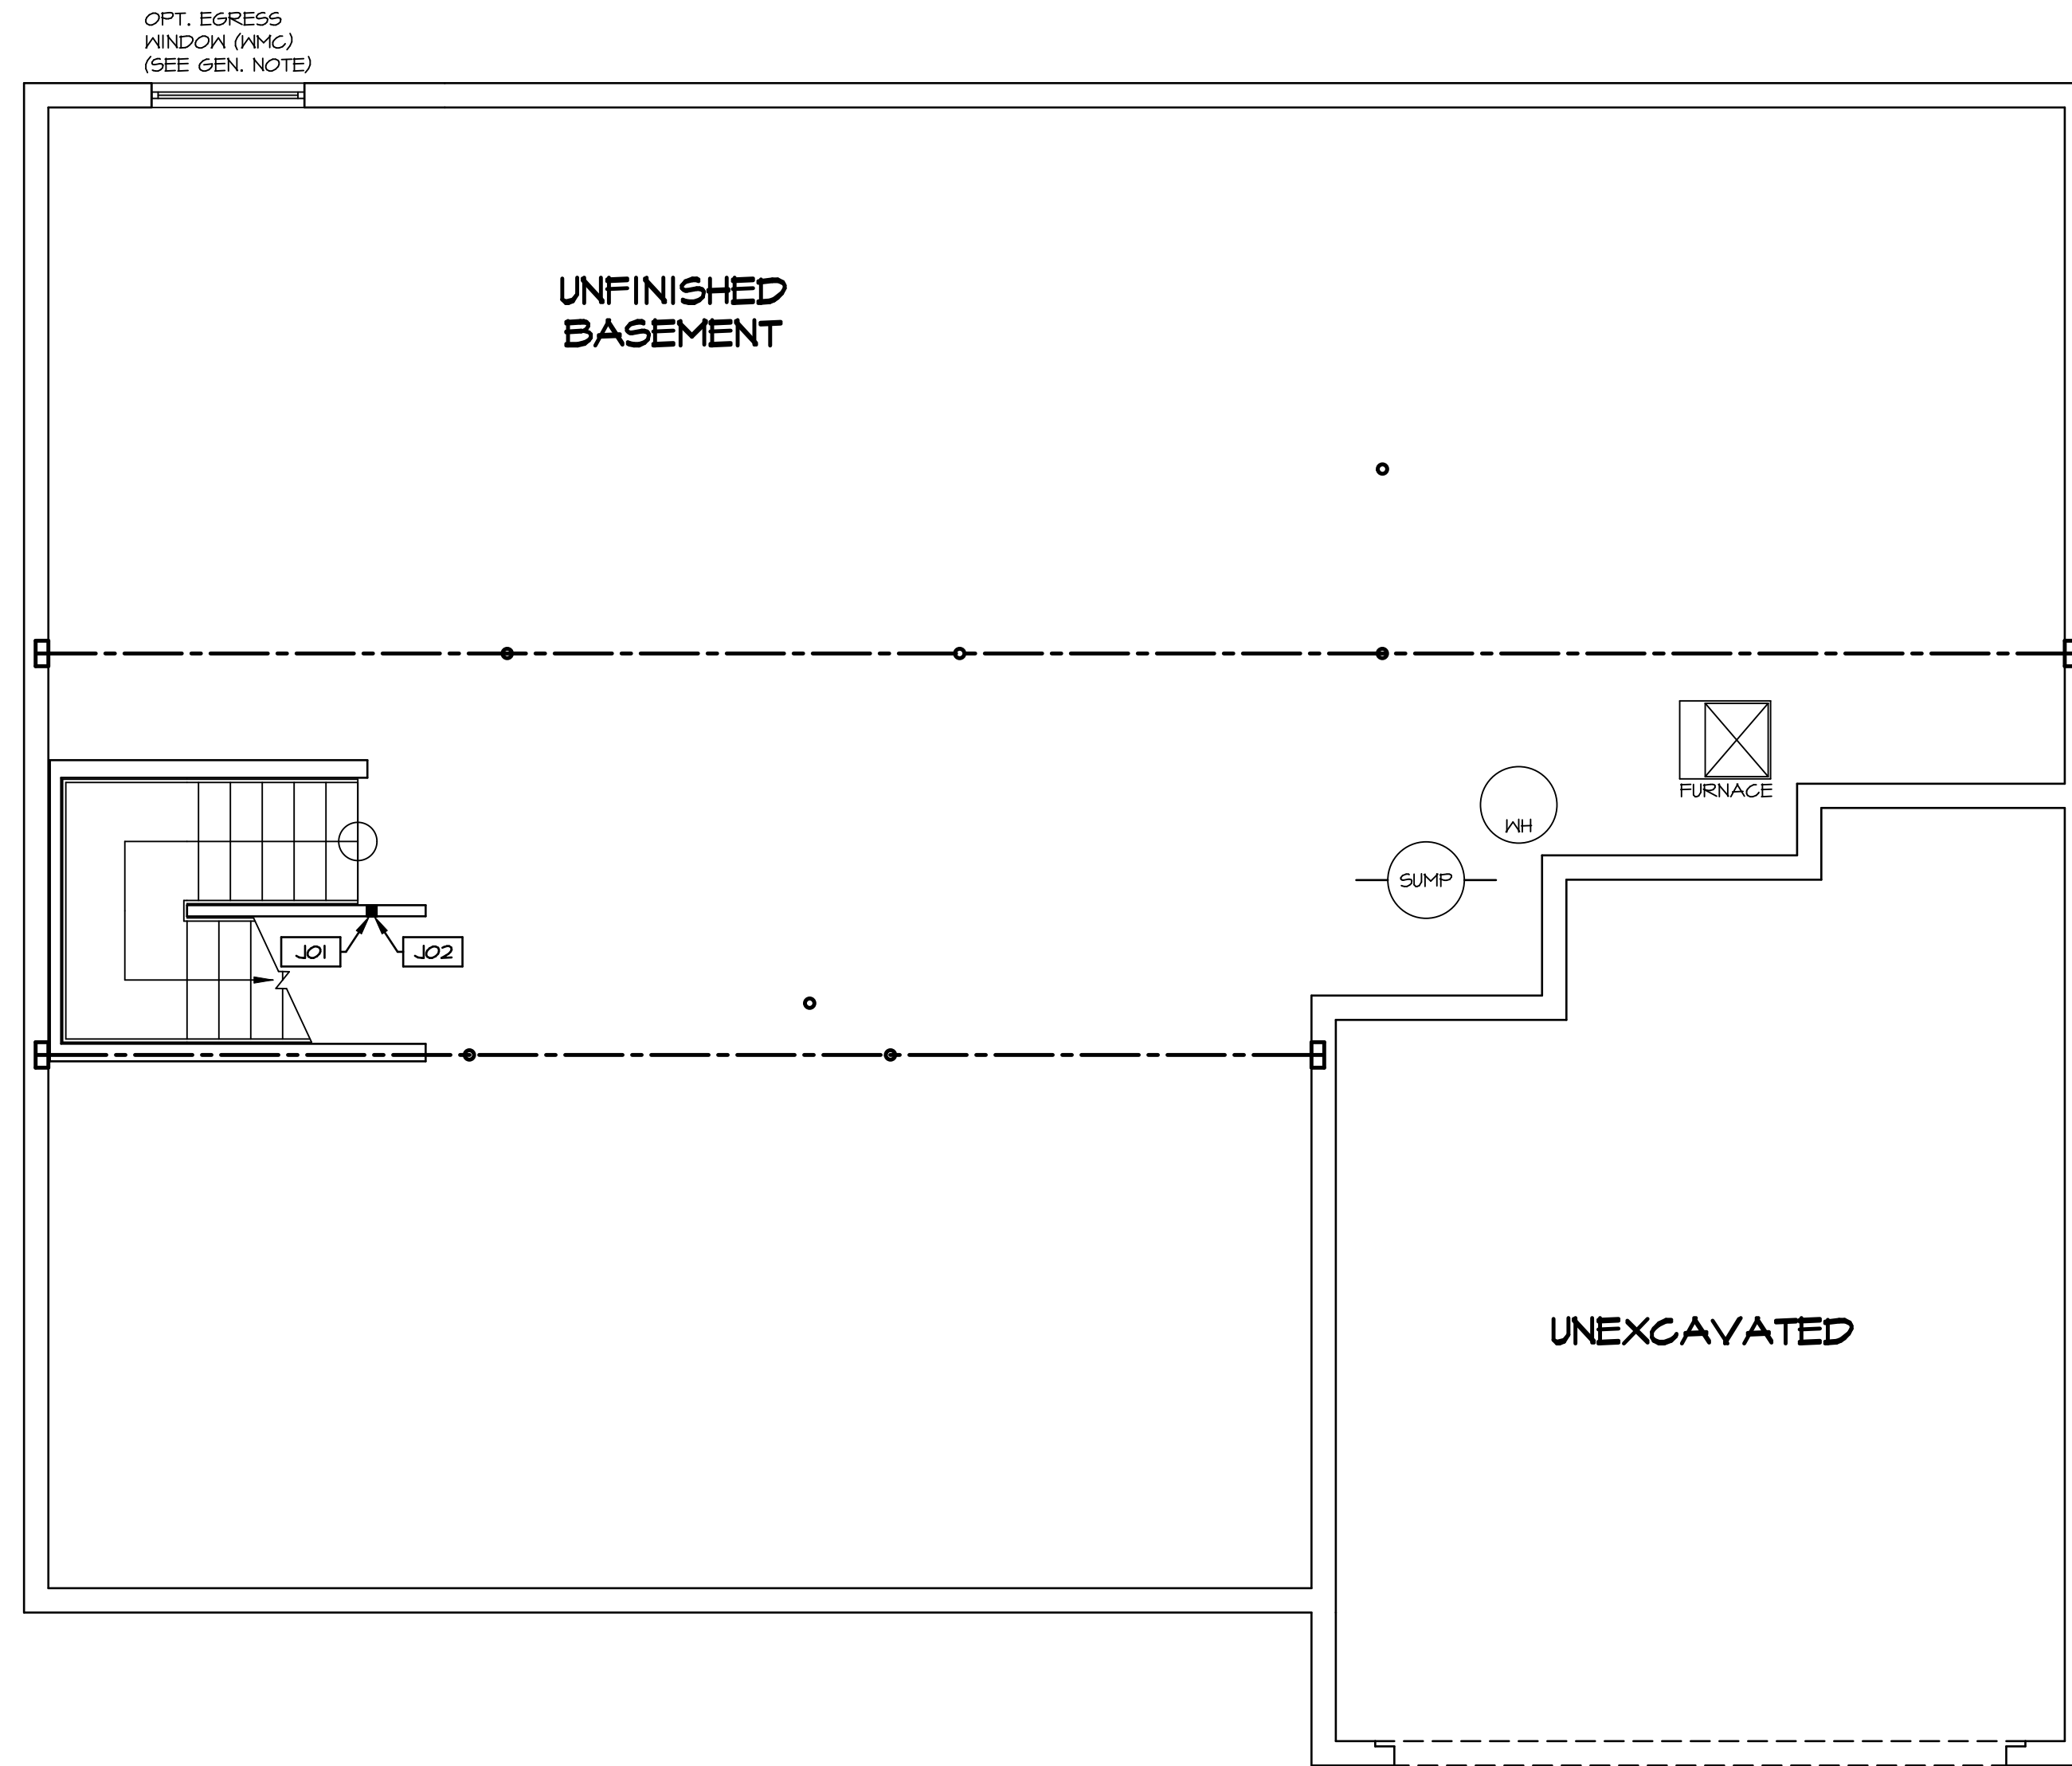 OPT. EGRESS
WINDOW (WMC)
(SEE GEN. NOTE)
UNFINISHED
BASEMENT
FURNACE
WH
SUMP
J01
J02
UNEXCAVATED